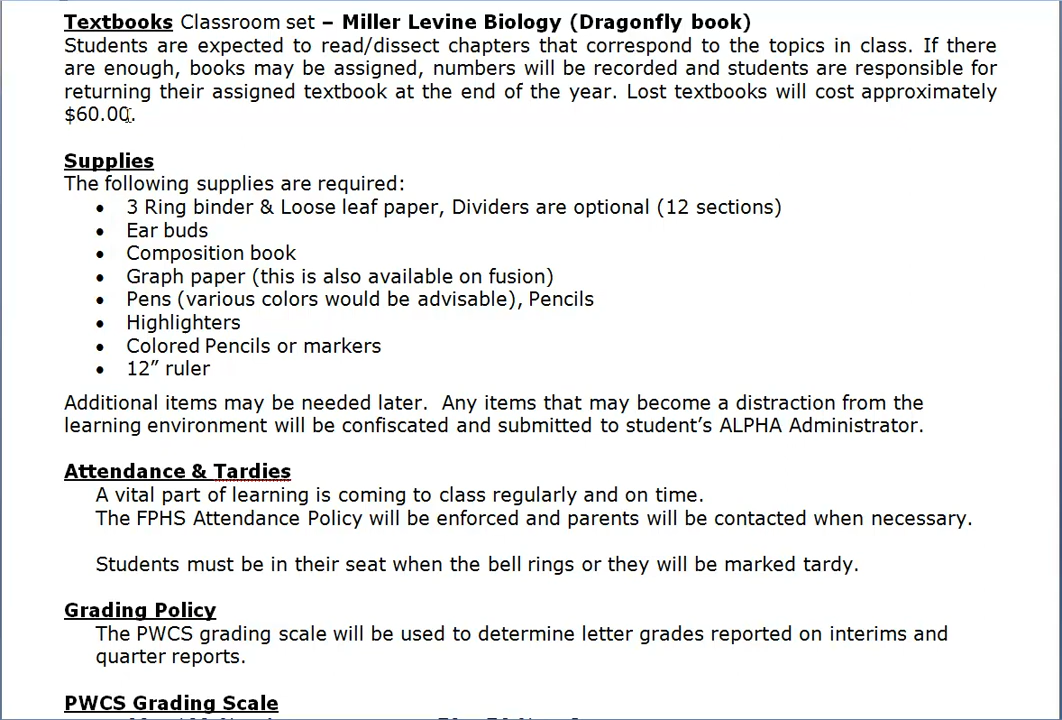 Textbooks Classroom set – Miller Levine Biology (Dragonfly book)
Students are expected to read/dissect chapters that correspond to the topics in class. If there
are enough, books may be assigned, numbers will be recorded and students are responsible for
returning their assigned textbook at the end of the year. Lost textbooks will cost approximately
$60.00.
Supplies
The following supplies are required:
• 3 Ring binder & Loose leaf paper, Dividers are optional (12 sections)
• Ear buds
• Composition book
• Graph paper (this is also available on fusion)
• Pens (various colors would be advisable), Pencils
• Highlighters
• Colored Pencils or markers
• 12” ruler
Additional items may be needed later.  Any items that may become a distraction from the
learning environment will be confiscated and submitted to student’s ALPHA Administrator.
Attendance & Tardies
A vital part of learning is coming to class regularly and on time.
The FPHS Attendance Policy will be enforced and parents will be contacted when necessary.
Students must be in their seat when the bell rings or they will be marked tardy.
Grading Policy
The PWCS grading scale will be used to determine letter grades reported on interims and
quarter reports.
PWCS Grading Scale